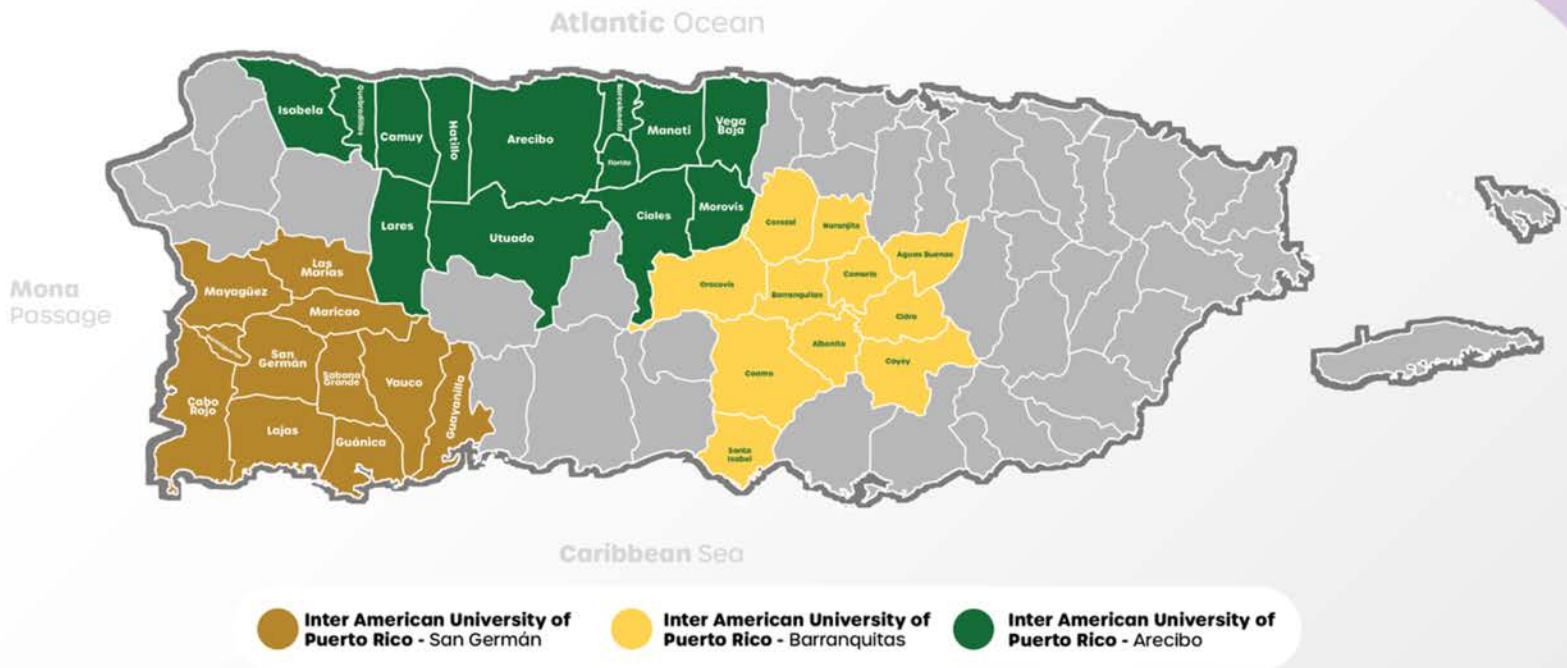 Atlantic Ocean
Isabela
Quebradillas
Camuy
Hatillo
Arecibo
Barceloneta
Florida
Manatí
Vega
Baja
Lares
Utuado
Ciales
Morovis
Corozal
Naranjito
Aguas Buenas
Orocovis
Barranquitas
Comerío
Cidra
Aibonito
Cayey
Coamo
Santa
Isabel
Mona
Passage
Las
Marías
Mayagüez
Maricao
San
Germán
Sabana
Grande
Yauco
Guayanilla
Cabo
Rojo
Lajas
Guánica
Caribbean Sea
Inter American University of
Puerto Rico - San Germán
Inter American University of
Puerto Rico - Barranquitas
Inter American University of
Puerto Rico - Arecibo